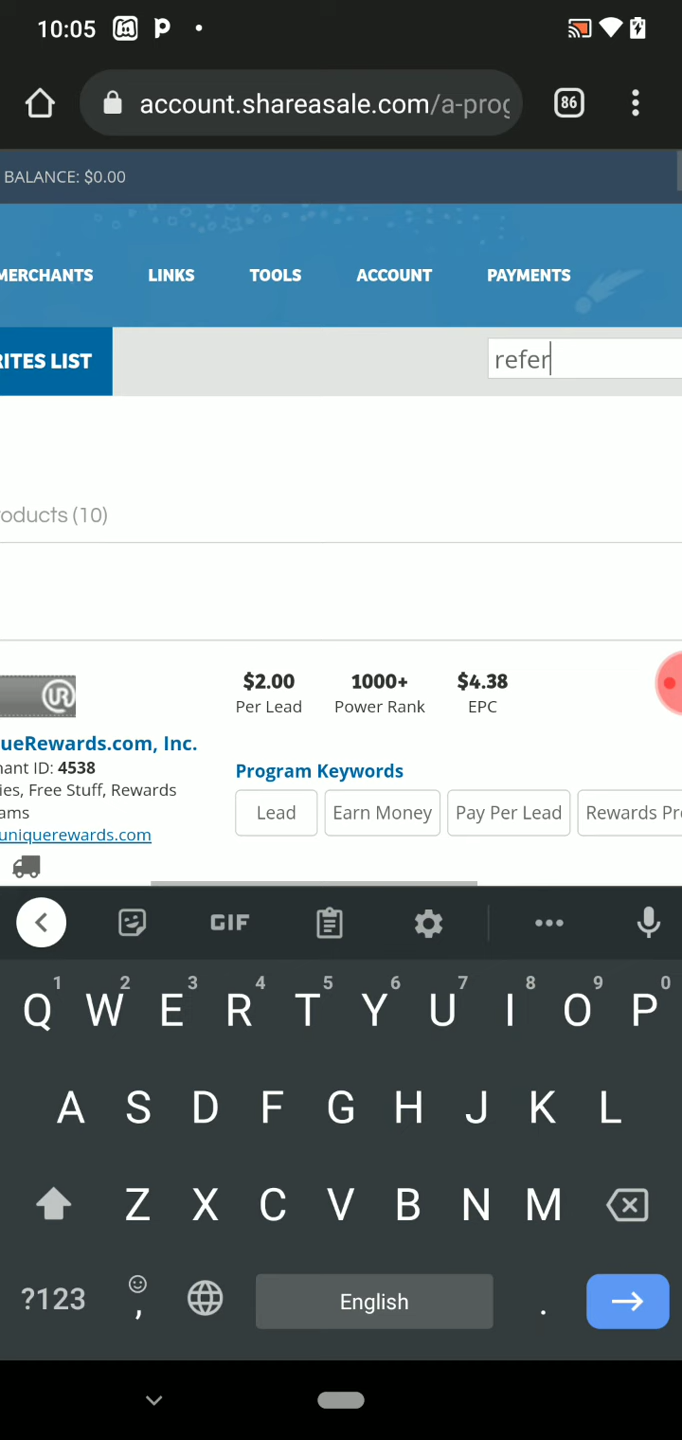 10:05
account.shareasale.com/a-prog
86
BALANCE: $0.00
MERCHANTS LINKS TOOLS ACCOUNT PAYMENTS
RITES LIST
refer
oducts (10)
UR
ueRewards.com, Inc.
hant ID: 4538
ies, Free Stuff, Rewards
ams
uniquerewards.com
$2.00 1000+ $4.38
Per Lead Power Rank EPC
Program Keywords
Lead Earn Money Pay Per Lead Rewards Pr
GIF
1 2 3 4 5 6 7 8 9 0
Q W E R T Y U I O P
A S D F G H J K L
Z X C V B N M
?123 , English .